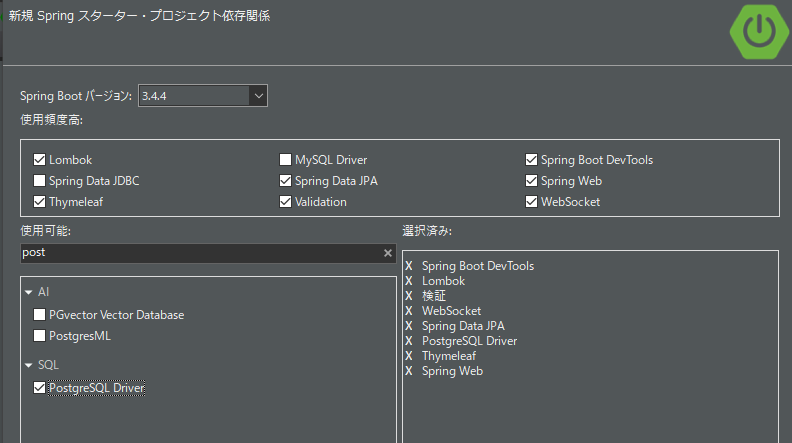 新規 Spring スターター・プロジェクト依存関係
Spring Boot バージョン: 3.4.4
使用頻度高:
Lombok MySQL Driver Spring Boot DevTools
Spring Data JDBC Spring Data JPA Spring Web
Thymeleaf Validation WebSocket
使用可能: 選択済み:
post
X Spring Boot DevTools
X Lombok
X 検証
X WebSocket
X Spring Data JPA
X PostgreSQL Driver
X Thymeleaf
X Spring Web
AI
PGvector Vector Database
PostgresML
SQL
PostgreSQL Driver